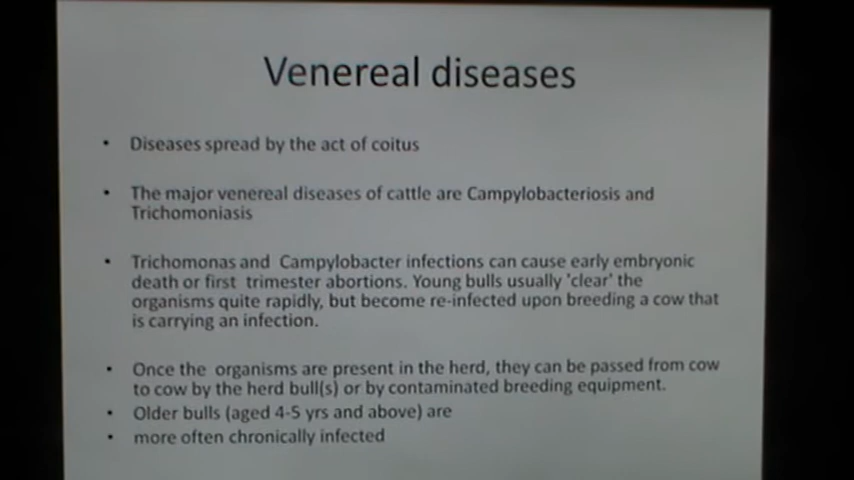 Venereal diseases
• Diseases spread by the act of coitus
• The major venereal diseases of cattle are Campylobacteriosis and
Trichomoniasis
• Trichomonas and Campylobacter infections can cause early embryonic
death or first trimester abortions. Young bulls usually 'clear' the
organisms quite rapidly, but become re-infected upon breeding a cow that
is carrying an infection.
• Once the organisms are present in the herd, they can be passed from cow
to cow by the herd bull(s) or by contaminated breeding equipment.
• Older bulls (aged 4-5 yrs and above) are
• more often chronically infected